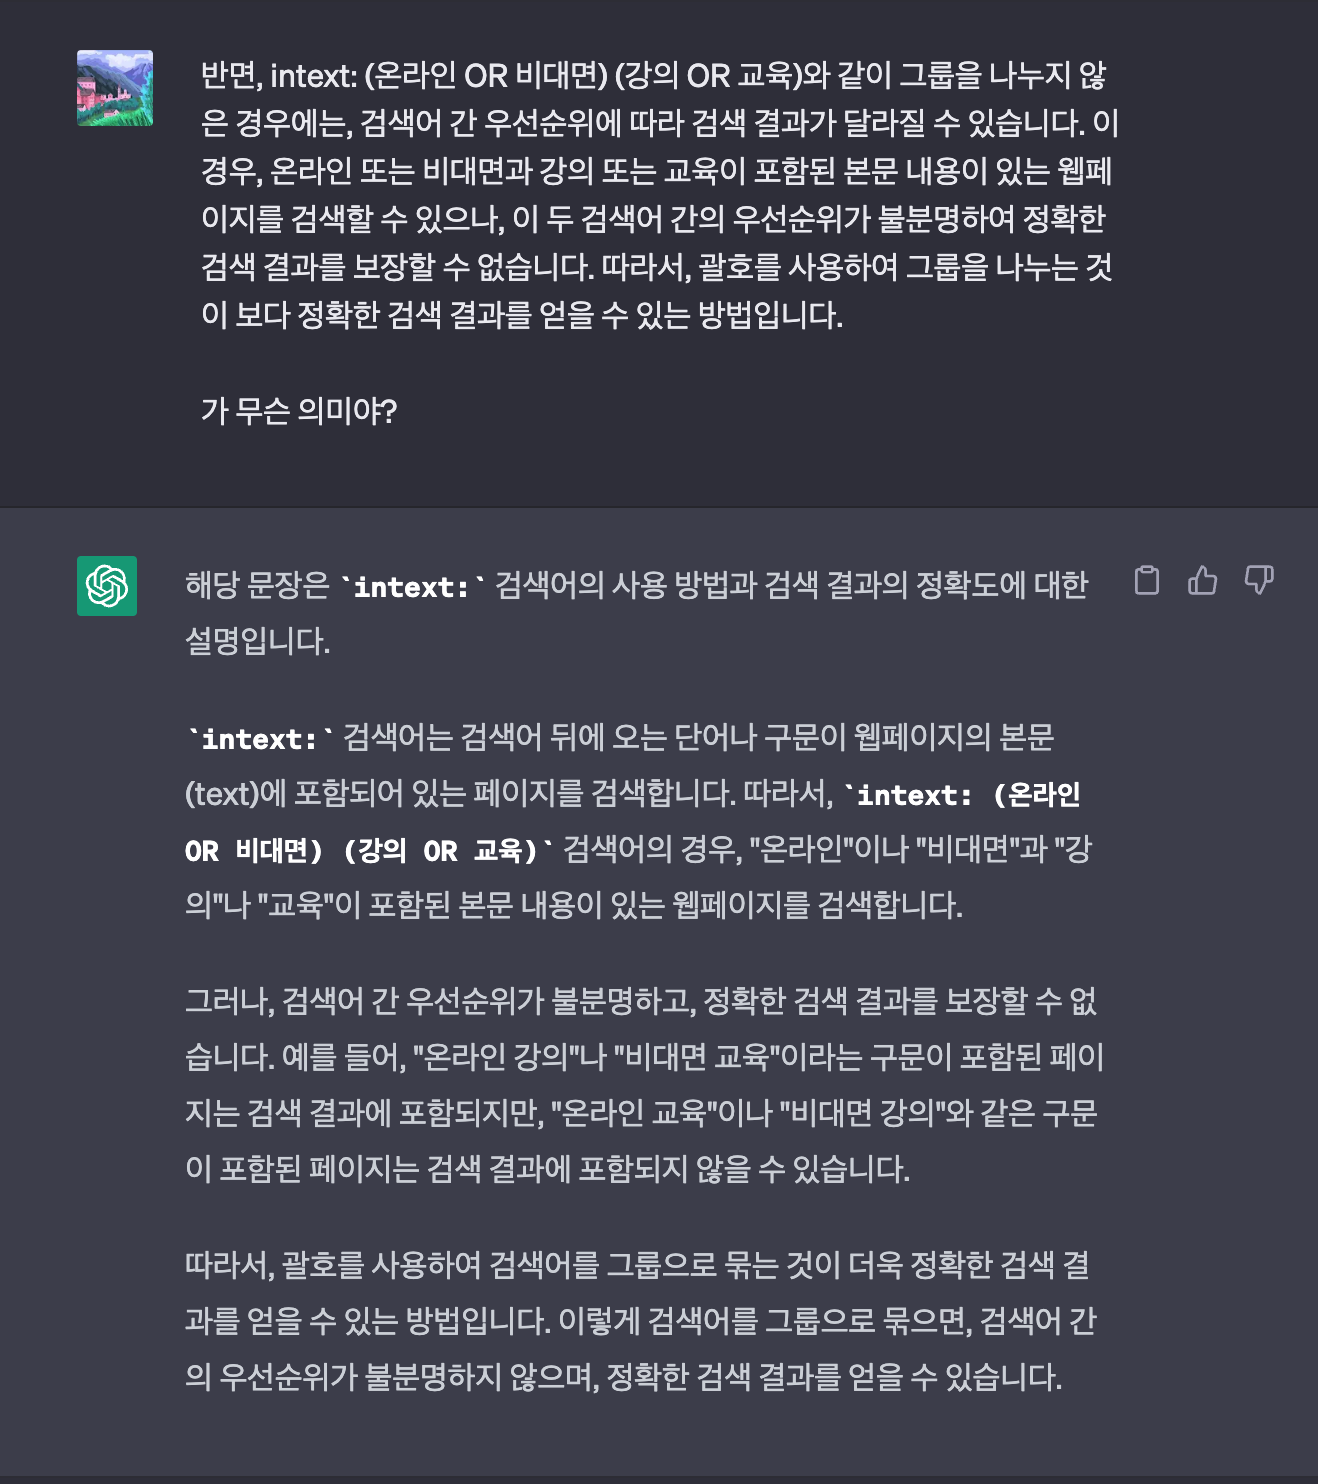 반면, intext: (온라인 OR 비대면) (강의 OR 교육)와 같이 그룹을 나누지 않
은 경우에는, 검색어 간 우선순위에 따라 검색 결과가 달라질 수 있습니다. 이
경우, 온라인 또는 비대면과 강의 또는 교육이 포함된 본문 내용이 있는 웹페
이지를 검색할 수 있으나, 이 두 검색어 간의 우선순위가 불분명하여 정확한
검색 결과를 보장할 수 없습니다. 따라서, 괄호를 사용하여 그룹을 나누는 것
이 보다 정확한 검색 결과를 얻을 수 있는 방법입니다.
가 무슨 의미야?
해당 문장은 `intext:` 검색어의 사용 방법과 검색 결과의 정확도에 대한
설명입니다.
`intext:` 검색어는 검색어 뒤에 오는 단어나 구문이 웹페이지의 본문
(text)에 포함되어 있는 페이지를 검색합니다. 따라서, `intext: (온라인
OR 비대면) (강의 OR 교육)` 검색어의 경우, "온라인"이나 "비대면"과 "강
의"나 "교육"이 포함된 본문 내용이 있는 웹페이지를 검색합니다.
그러나, 검색어 간 우선순위가 불분명하고, 정확한 검색 결과를 보장할 수 없
습니다. 예를 들어, "온라인 강의"나 "비대면 교육"이라는 구문이 포함된 페이
지는 검색 결과에 포함되지만, "온라인 교육"이나 "비대면 강의"와 같은 구문
이 포함된 페이지는 검색 결과에 포함되지 않을 수 있습니다.
따라서, 괄호를 사용하여 검색어를 그룹으로 묶는 것이 더욱 정확한 검색 결
과를 얻을 수 있는 방법입니다. 이렇게 검색어를 그룹으로 묶으면, 검색어 간
의 우선순위가 불분명하지 않으며, 정확한 검색 결과를 얻을 수 있습니다.